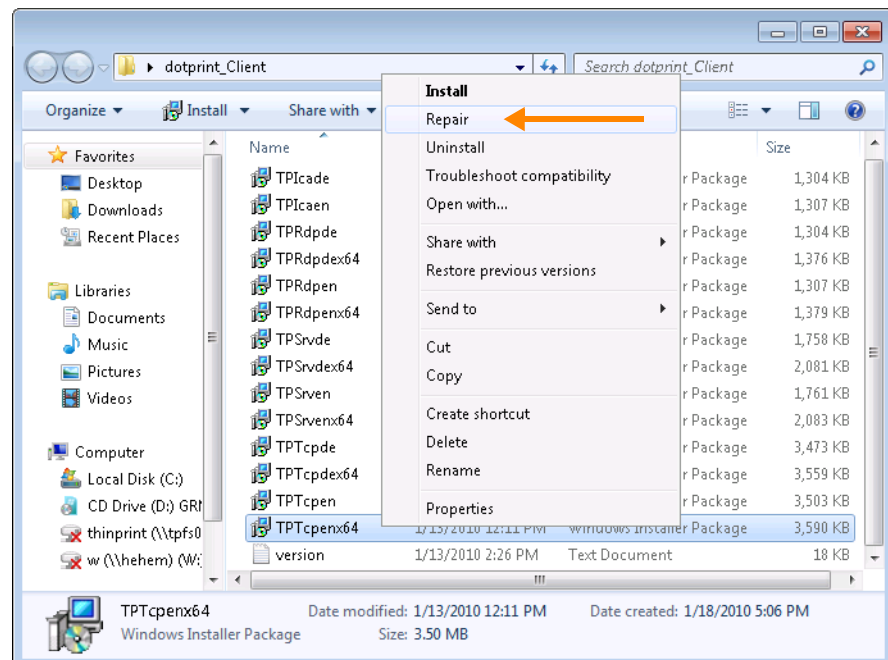 dotprint_Client
Search dotprint_Client
Organize
Install
Share with
Install
Repair
Uninstall
Troubleshoot compatibility
Open with...
Share with
Restore previous versions
Send to
Cut
Copy
Create shortcut
Delete
Rename
Properties
Favorites
Desktop
Downloads
Recent Places
Libraries
Documents
Music
Pictures
Videos
Computer
Local Disk (C:)
CD Drive (D:) GRM
thinprint (\\tpfs0
w (\\hehem) (W:
Name Size
TPIcade r Package 1,304 KB
TPIcaen r Package 1,307 KB
TPRdpde r Package 1,304 KB
TPRdpdex64 r Package 1,376 KB
TPRdpen r Package 1,307 KB
TPRdpenx64 r Package 1,379 KB
TPSrvde r Package 1,758 KB
TPSrvdex64 r Package 2,081 KB
TPSrven r Package 1,761 KB
TPSrvenx64 r Package 2,083 KB
TPTcpde r Package 3,473 KB
TPTcpdex64 r Package 3,559 KB
TPTcpen r Package 3,503 KB
TPTcpenx64 1/13/2010 12:11 PM Windows Installer Package 3,590 KB
version 1/13/2010 2:26 PM Text Document 18 KB
TPTcpenx64 Date modified: 1/13/2010 12:11 PM Date created: 1/18/2010 5:06 PM
Windows Installer Package Size: 3.50 MB